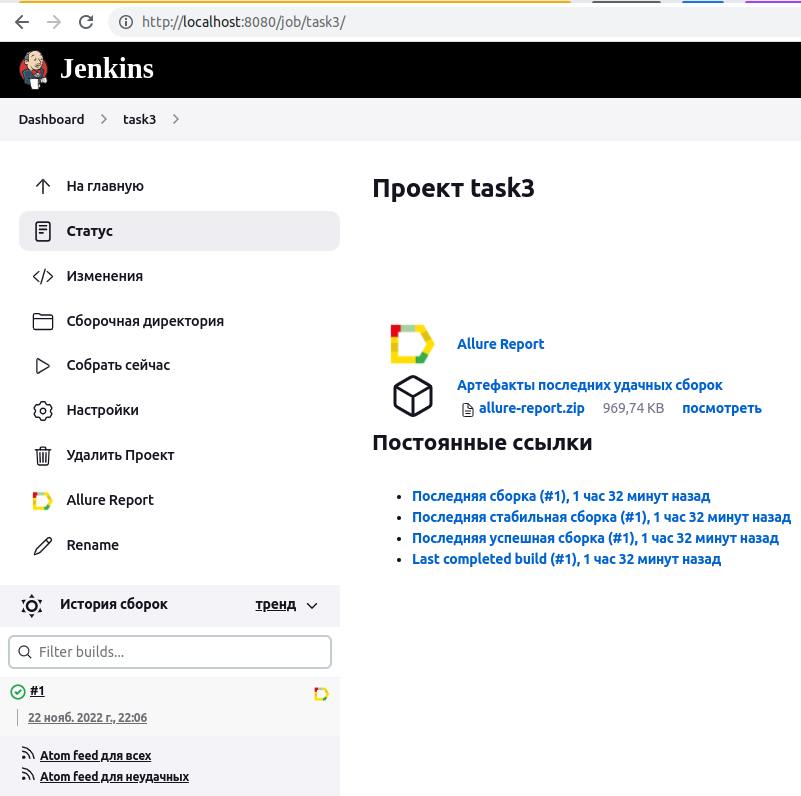 http://localhost:8080/job/task3/
Jenkins
Dashboard task3
На главную
Статус
Изменения
Сборочная директория
Собрать сейчас
Настройки
Удалить Проект
Allure Report
Rename
История сборок тренд
Filter builds...
#1
22 нояб. 2022 г., 22:06
Atom feed для всех
Atom feed для неудачных
Проект task3
Allure Report
Артефакты последних удачных сборок
allure-report.zip 969,74 KB посмотреть
Постоянные ссылки
Последняя сборка (#1), 1 час 32 минут назад
Последняя стабильная сборка (#1), 1 час 32 минут назад
Последняя успешная сборка (#1), 1 час 32 минут назад
Last completed build (#1), 1 час 32 минут назад